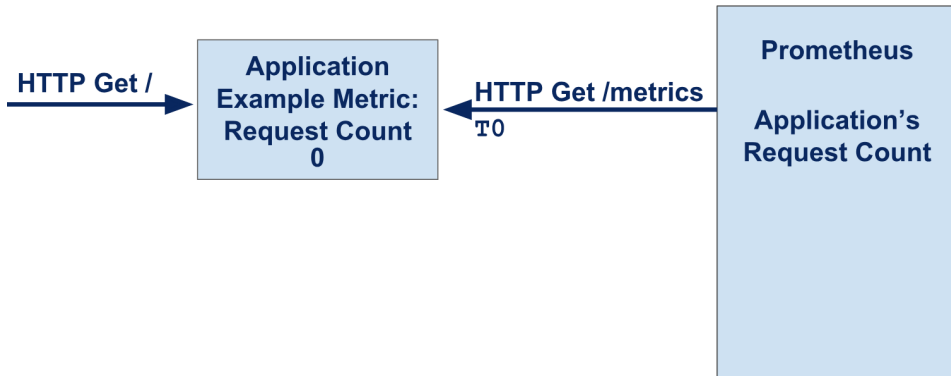 HTTP Get /
Application
Example Metric:
Request Count
0
HTTP Get /metrics
T0
Prometheus
Application’s
Request Count